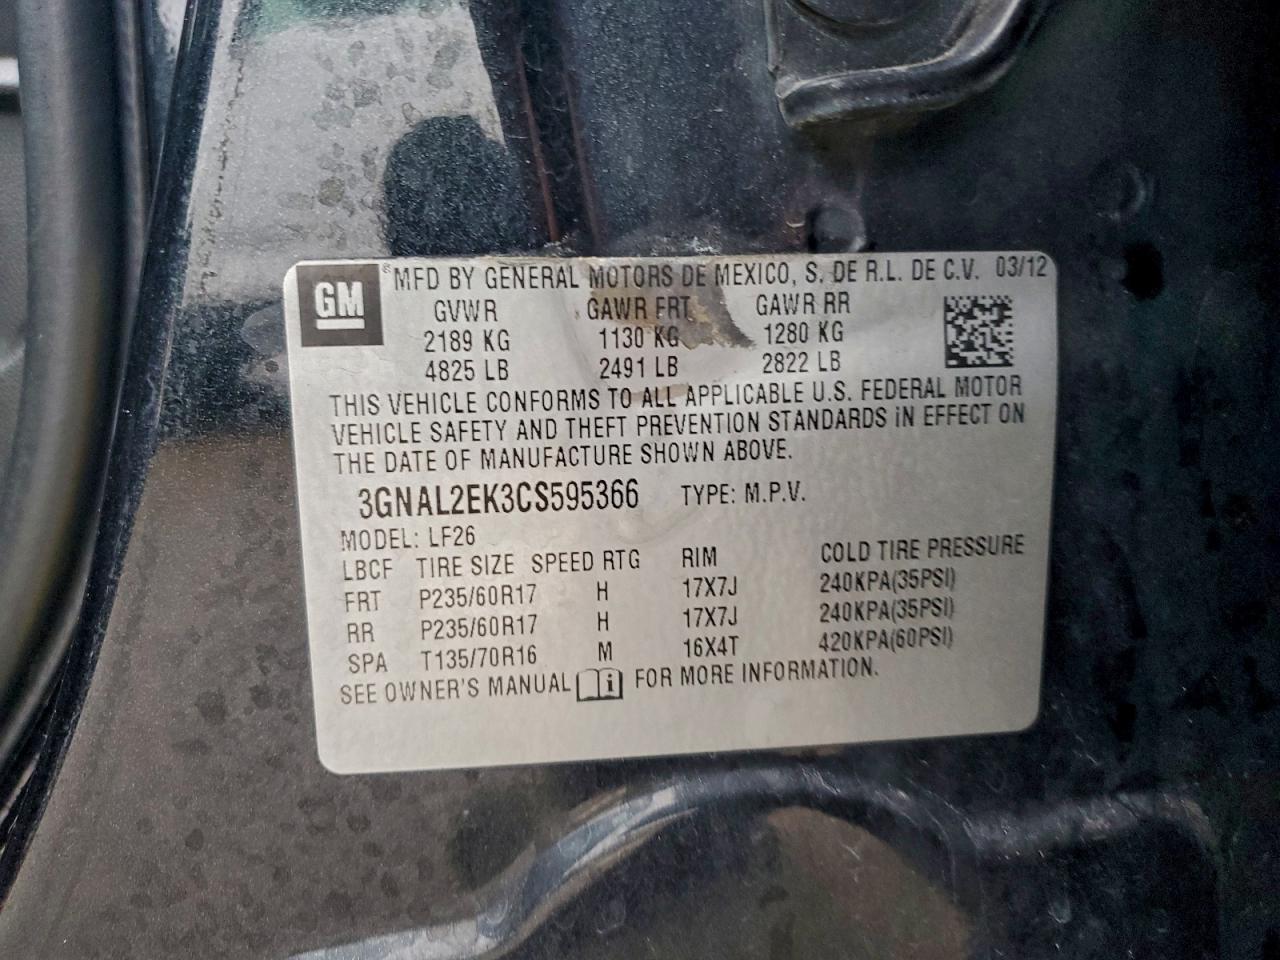 GM ® MFD BY GENERAL MOTORS DE MEXICO, S. DE R.L. DE C.V. 03/12
GVWR GAWR FRT GAWR RR
2189 KG 1130 KG 1280 KG
4825 LB 2491 LB 2822 LB
THIS VEHICLE CONFORMS TO ALL APPLICABLE U.S. FEDERAL MOTOR
VEHICLE SAFETY AND THEFT PREVENTION STANDARDS IN EFFECT ON
THE DATE OF MANUFACTURE SHOWN ABOVE.
3GNAL2EK3CS595366 TYPE: M.P.V.
MODEL: LF26
LBCF TIRE SIZE SPEED RTG RIM COLD TIRE PRESSURE
FRT P235/60R17 H 17X7J 240KPA(35PSI)
RR P235/60R17 H 17X7J 240KPA(35PSI)
SPA T135/70R16 M 16X4T 420KPA(60PSI)
SEE OWNER'S MANUAL i FOR MORE INFORMATION.